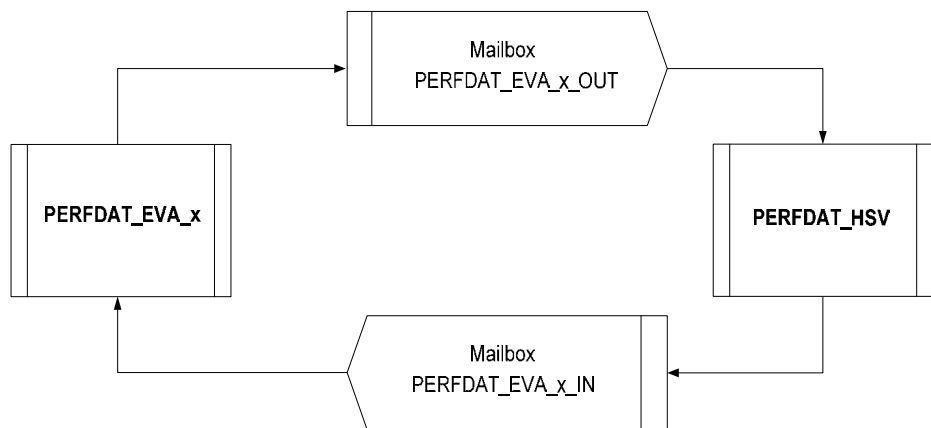 Mailbox
PERFDAT_EVA_x_OUT
PERFDAT_EVA_x
PERFDAT_HSV
Mailbox
PERFDAT_EVA_x_IN